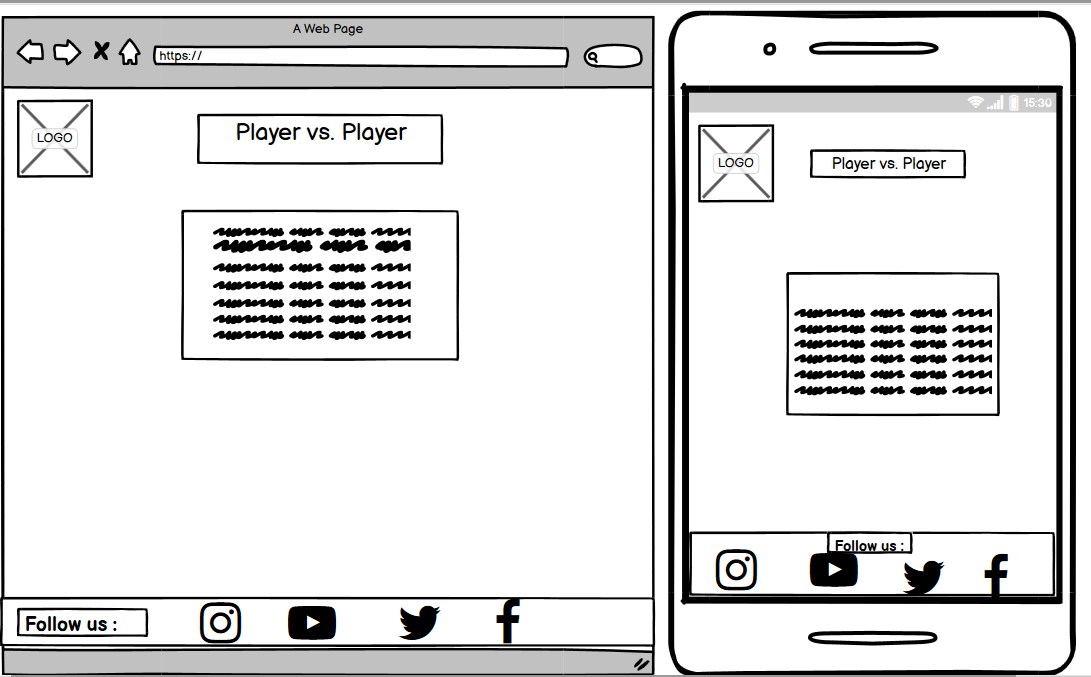 A Web Page
https://
LOGO
Player vs. Player
Follow us :
15:30
LOGO
Player vs. Player
Follow us :